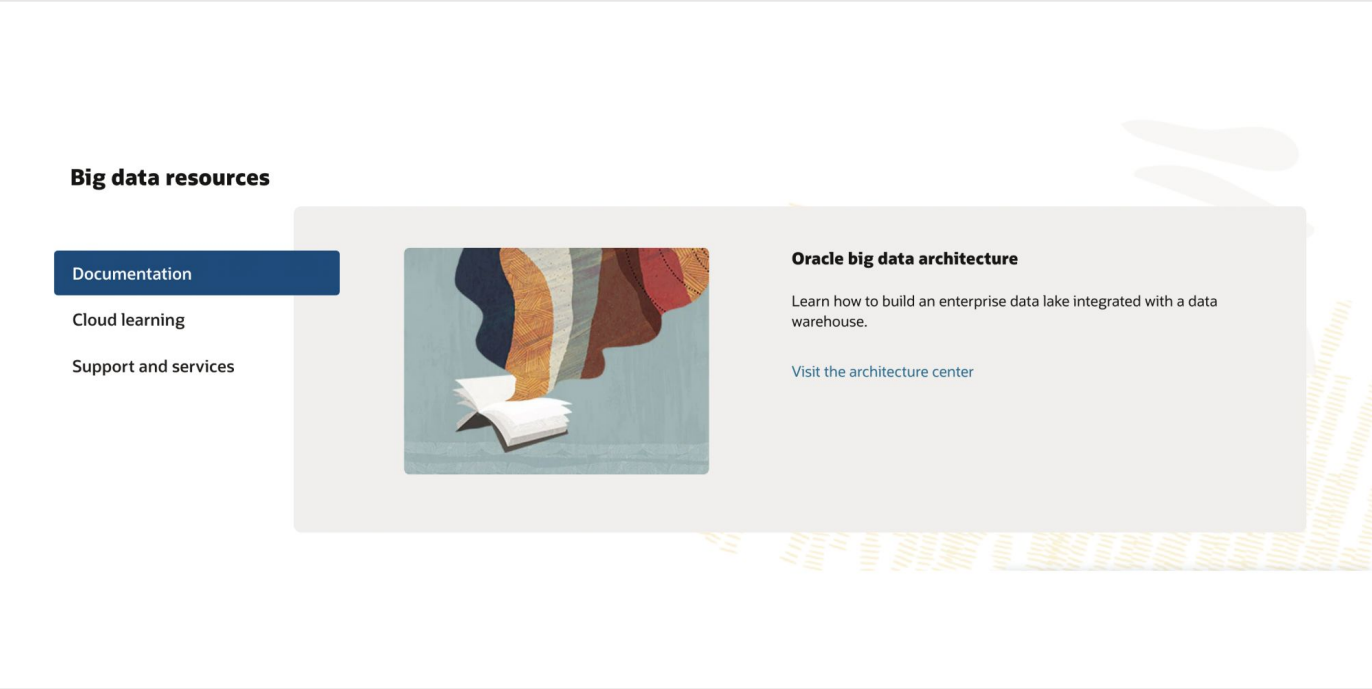 Big data resources
Documentation
Cloud learning
Support and services
Oracle big data architecture
Learn how to build an enterprise data lake integrated with a data
warehouse.
Visit the architecture center